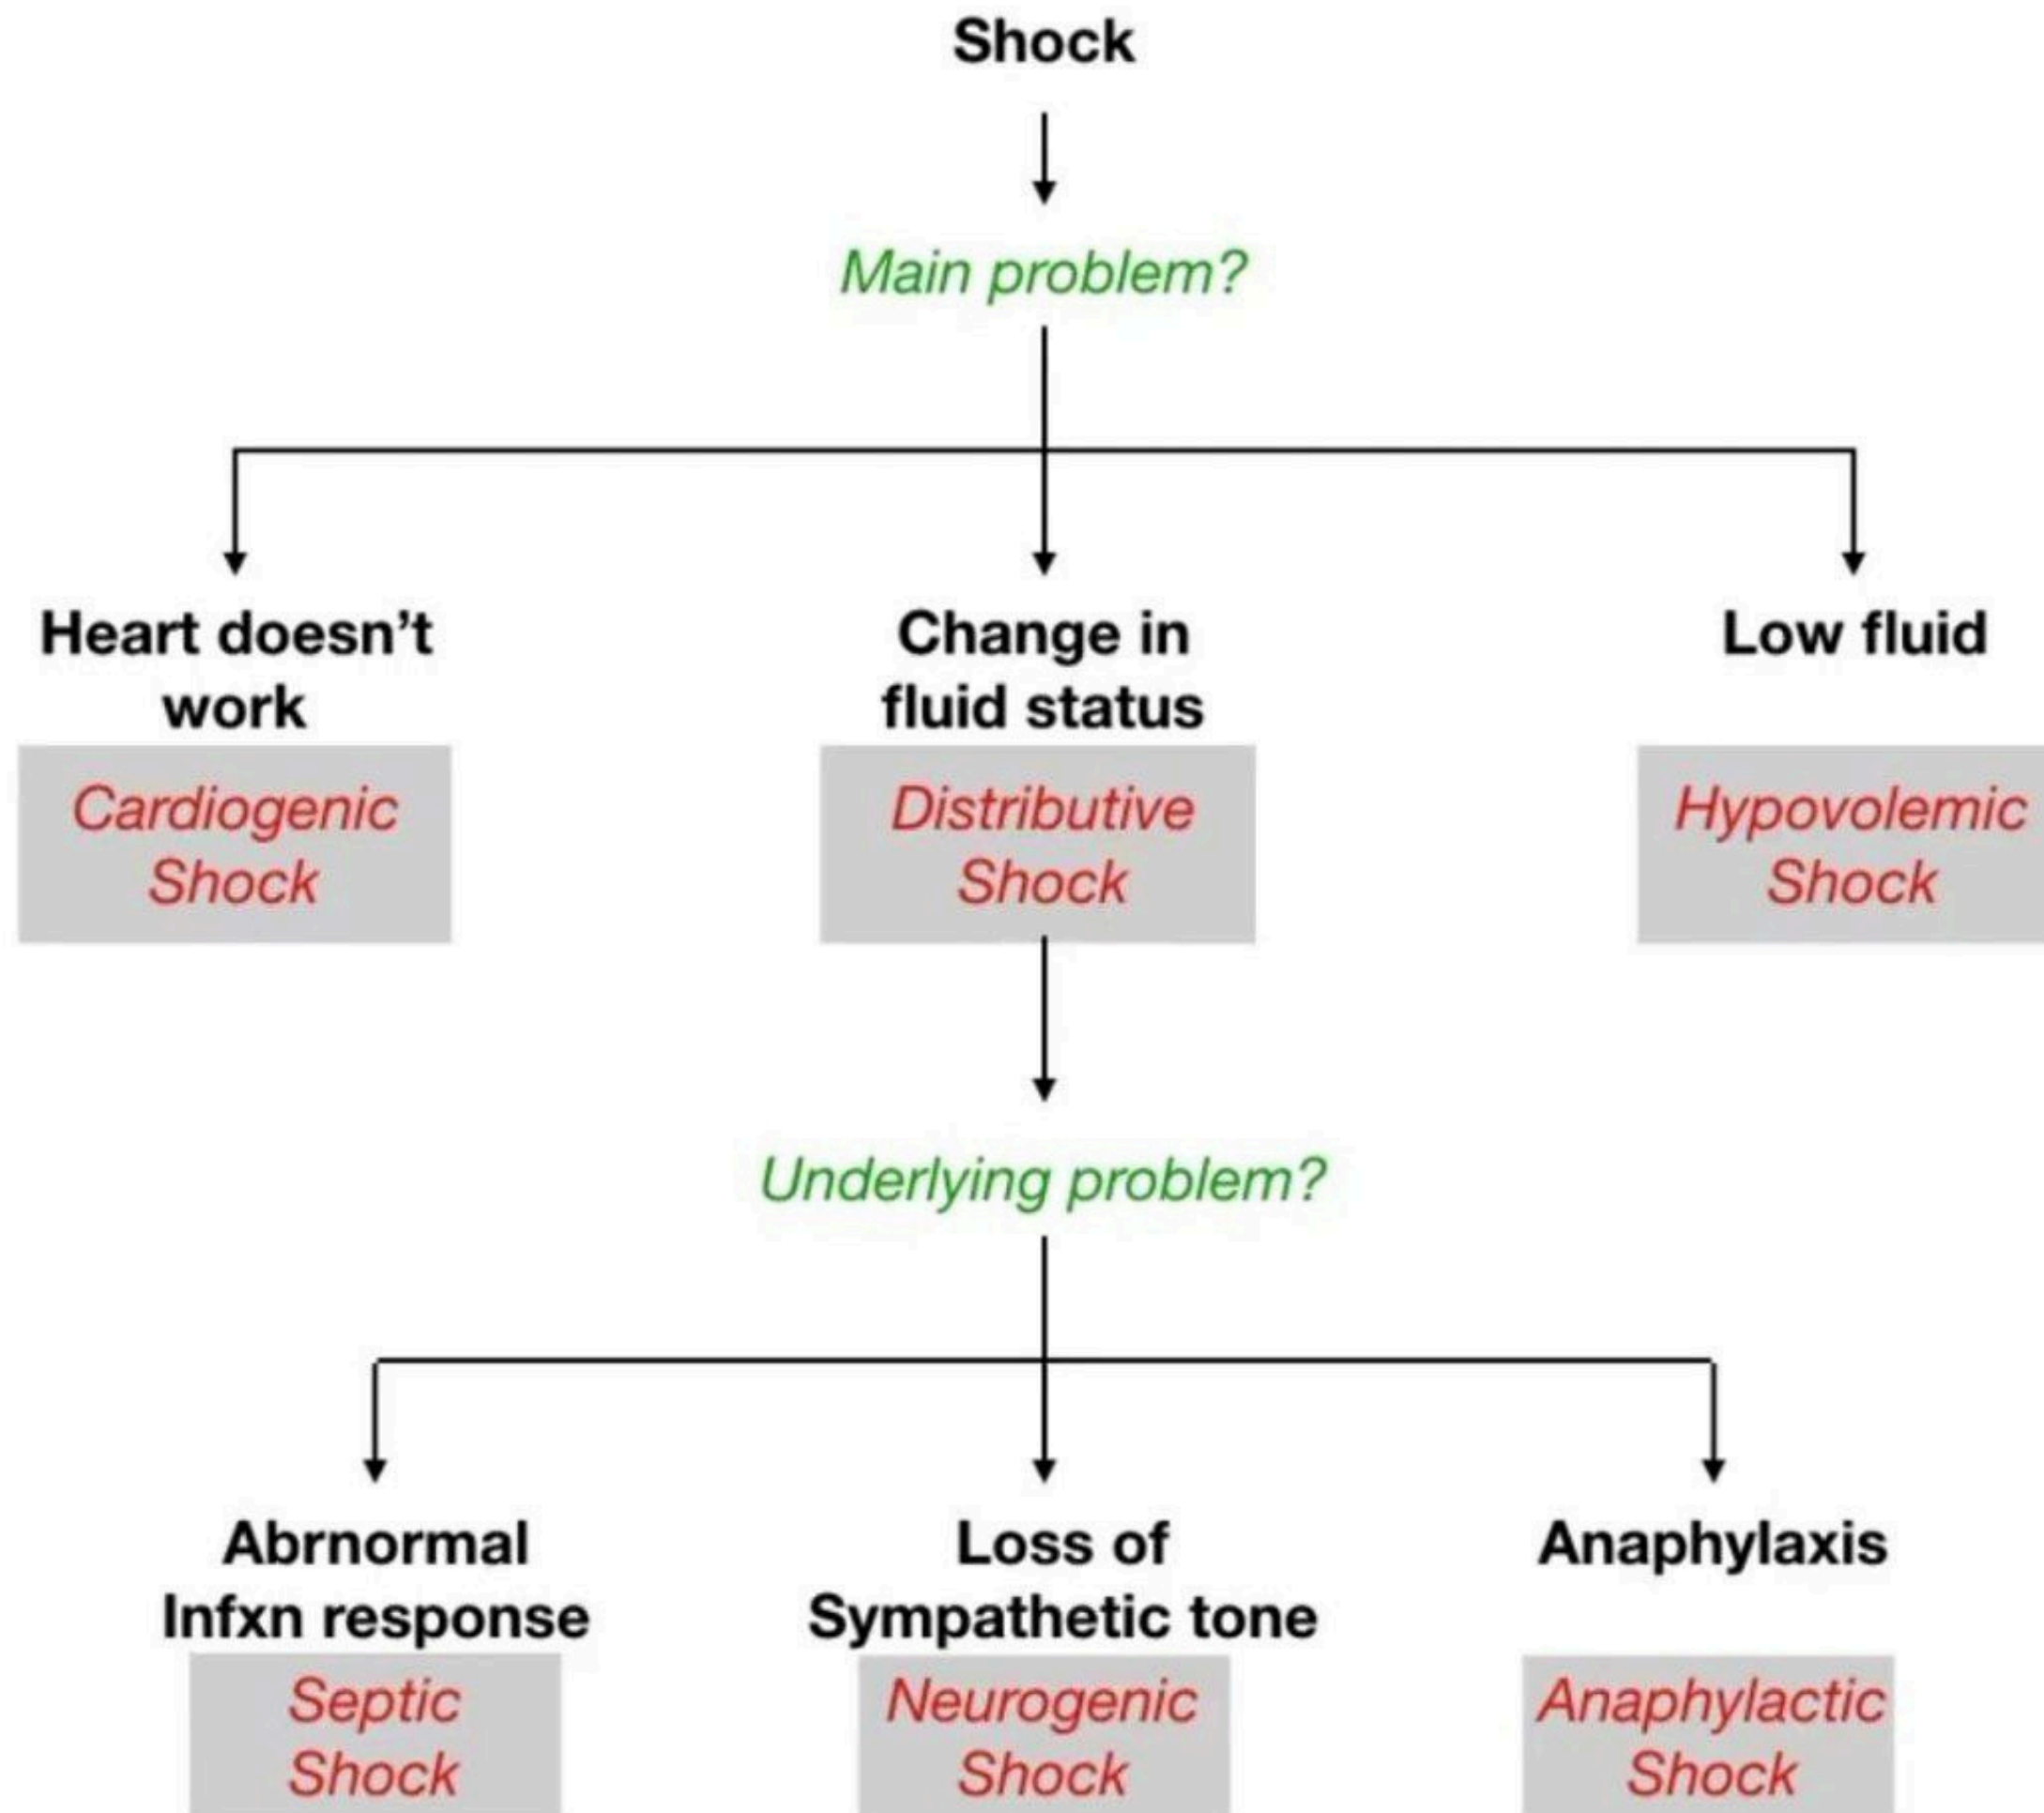 Shock
Main problem?
Heart doesn't
work
Cardiogenic
Shock
Change in
fluid status
Distributive
Shock
Low fluid
Hypovolemic
Shock
Underlying problem?
Abrnormal
Infxn response
Septic
Shock
Loss of
Sympathetic tone
Neurogenic
Shock
Anaphylaxis
Anaphylactic
Shock